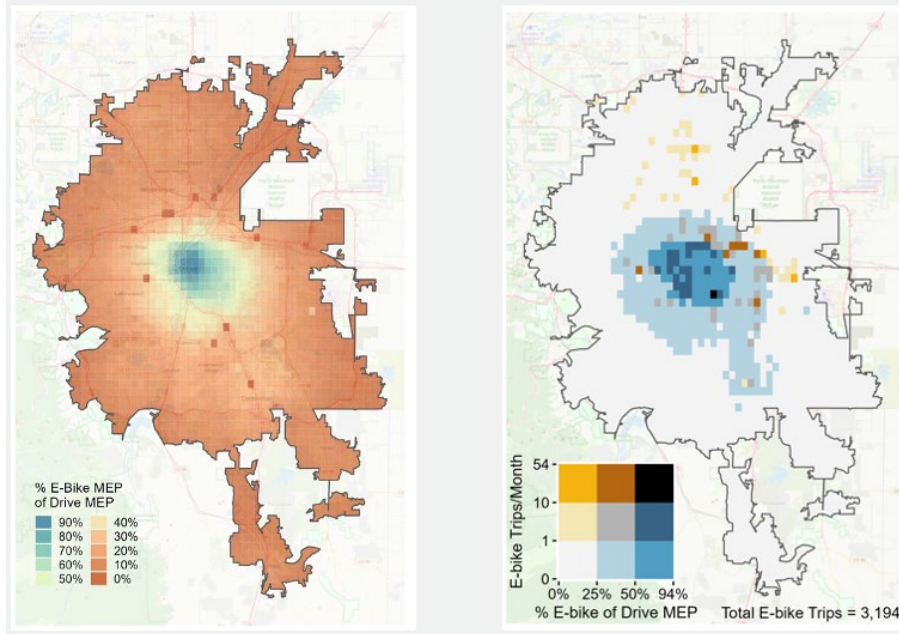 % E-Bike MEP
of Drive MEP
90% 40%
80% 30%
70% 20%
60% 10%
50% 0%
E-bike Trips/Month
54
10
1
0
0% 25% 50% 94%
% E-bike of Drive MEP
Total E-bike Trips = 3,194